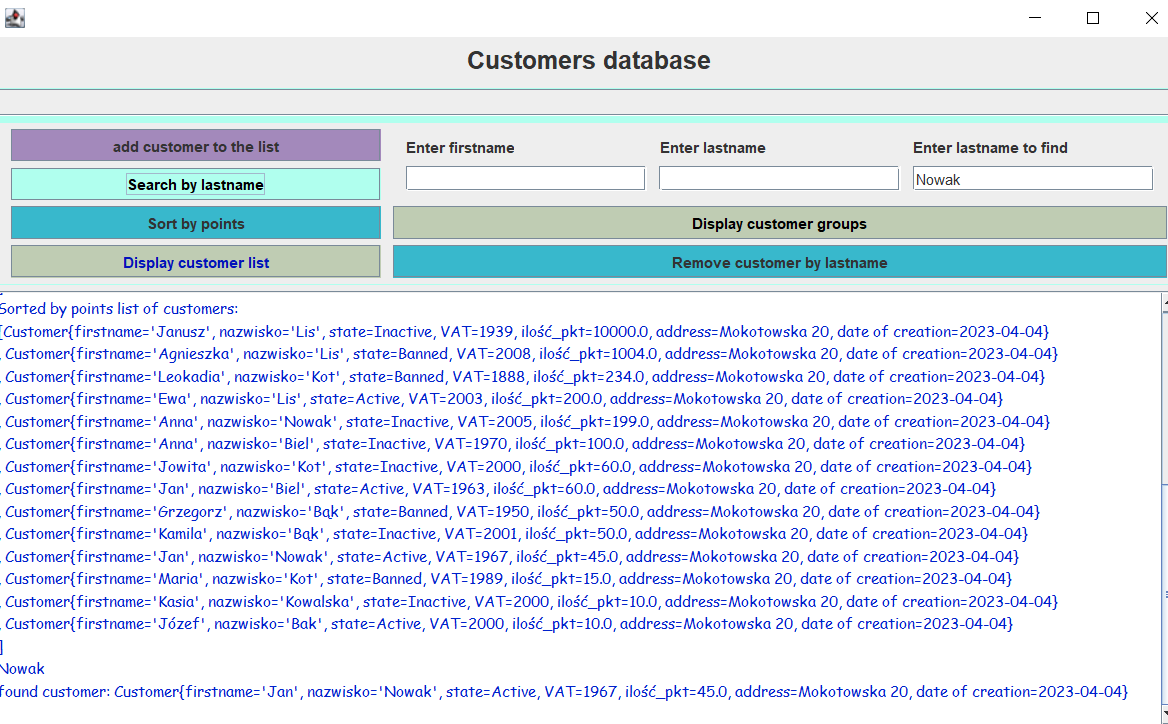 Customers database
add customer to the list
Enter firstname
Enter lastname
Enter lastname to find
Search by lastname
Nowak
Sort by points
Display customer groups
Display customer list
Remove customer by lastname
Sorted by points list of customers:
[Customer{firstname='Janusz', nazwisko='Lis', state=Inactive, VAT=1939, ilość_pkt=10000.0, address=Mokotowska 20, date of creation=2023-04-04}
, Customer{firstname='Agnieszka', nazwisko='Lis', state=Banned, VAT=2008, ilość_pkt=1004.0, address=Mokotowska 20, date of creation=2023-04-04}
, Customer{firstname='Leokadia', nazwisko='Kot', state=Banned, VAT=1888, ilość_pkt=234.0, address=Mokotowska 20, date of creation=2023-04-04}
, Customer{firstname='Ewa', nazwisko='Lis', state=Active, VAT=2003, ilość_pkt=200.0, address=Mokotowska 20, date of creation=2023-04-04}
, Customer{firstname='Anna', nazwisko='Nowak', state=Inactive, VAT=2005, ilość_pkt=199.0, address=Mokotowska 20, date of creation=2023-04-04}
, Customer{firstname='Anna', nazwisko='Biel', state=Inactive, VAT=1970, ilość_pkt=100.0, address=Mokotowska 20, date of creation=2023-04-04}
, Customer{firstname='Jowita', nazwisko='Kot', state=Inactive, VAT=2000, ilość_pkt=60.0, address=Mokotowska 20, date of creation=2023-04-04}
, Customer{firstname='Jan', nazwisko='Biel', state=Active, VAT=1963, ilość_pkt=60.0, address=Mokotowska 20, date of creation=2023-04-04}
, Customer{firstname='Grzegorz', nazwisko='Bąk', state=Banned, VAT=1950, ilość_pkt=50.0, address=Mokotowska 20, date of creation=2023-04-04}
, Customer{firstname='Kamila', nazwisko='Bąk', state=Inactive, VAT=2001, ilość_pkt=50.0, address=Mokotowska 20, date of creation=2023-04-04}
, Customer{firstname='Jan', nazwisko='Nowak', state=Active, VAT=1967, ilość_pkt=45.0, address=Mokotowska 20, date of creation=2023-04-04}
, Customer{firstname='Maria', nazwisko='Kot', state=Banned, VAT=1989, ilość_pkt=15.0, address=Mokotowska 20, date of creation=2023-04-04}
, Customer{firstname='Kasia', nazwisko='Kowalska', state=Inactive, VAT=2000, ilość_pkt=10.0, address=Mokotowska 20, date of creation=2023-04-04}
, Customer{firstname='Józef', nazwisko='Bak', state=Active, VAT=2000, ilość_pkt=10.0, address=Mokotowska 20, date of creation=2023-04-04}
]
Nowak
found customer: Customer{firstname='Jan', nazwisko='Nowak', state=Active, VAT=1967, ilość_pkt=45.0, address=Mokotowska 20, date of creation=2023-04-04}